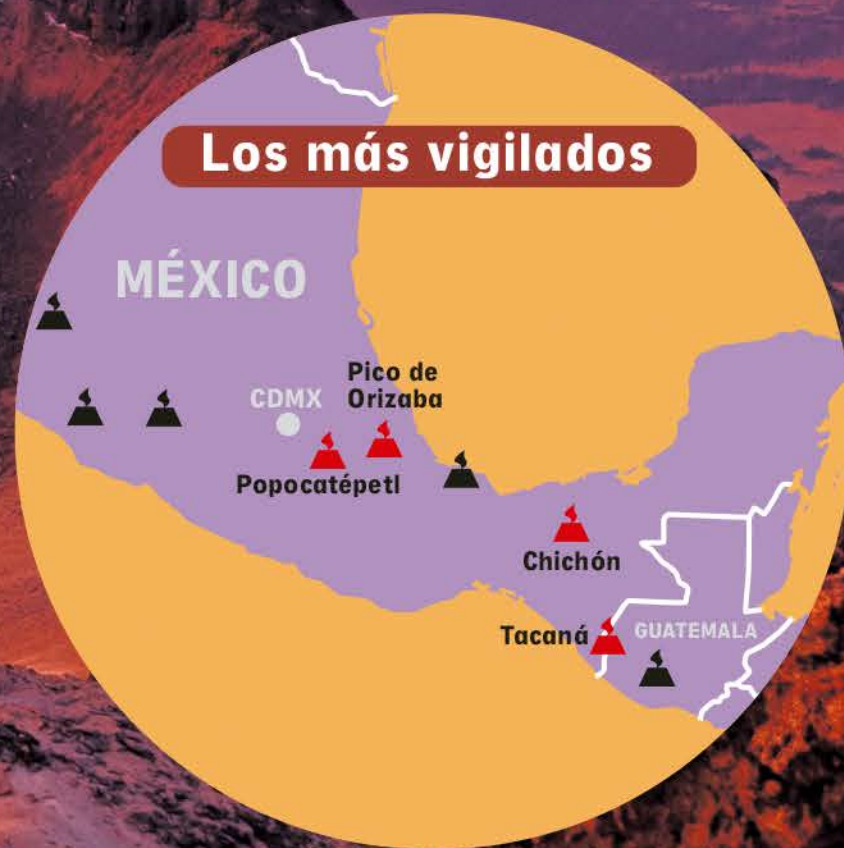 Los más vigilados
MÉXICO
Pico de
Orizaba
CDMX
Popocatépetl
Chichón
Tacaná
GUATEMALA